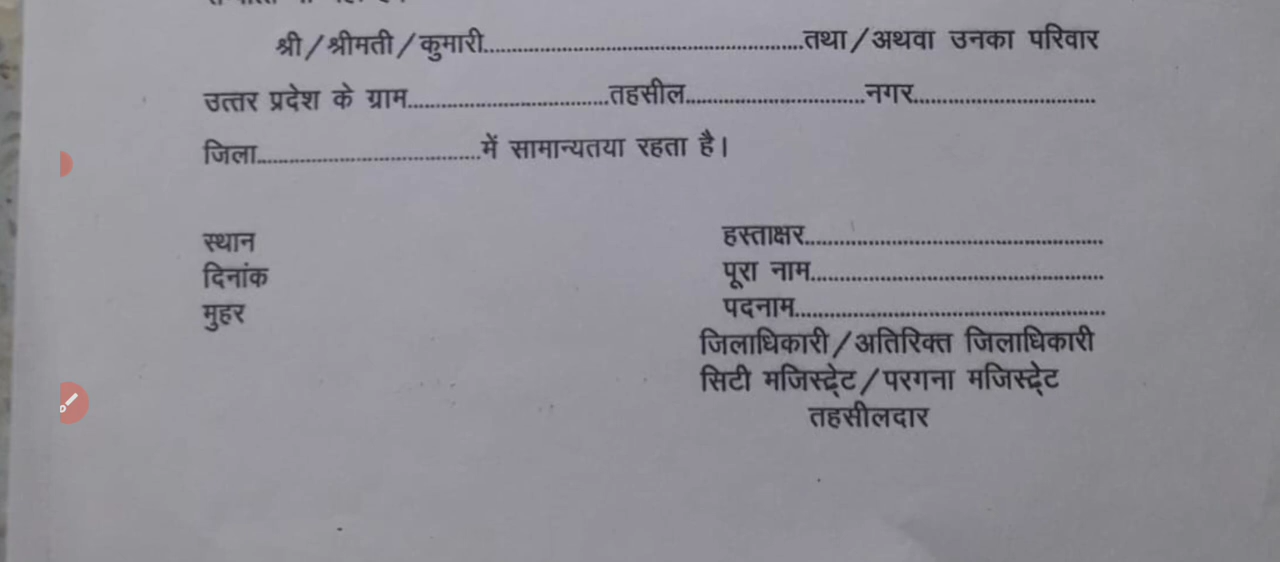 श्री/श्रीमती/कुमारी......................................................तथा/अथवा उनका परिवार
उत्तर प्रदेश के ग्राम..................................तहसील..............................नगर...............................
जिला......................................में सामान्यतया रहता है।
स्थान
हस्ताक्षर..................................................
दिनांक
पूरा नाम.................................................
मुहर
पदनाम....................................................
जिलाधिकारी/अतिरिक्त जिलाधिकारी
सिटी मजिस्ट्रेट/परगना मजिस्ट्रेट
तहसीलदार